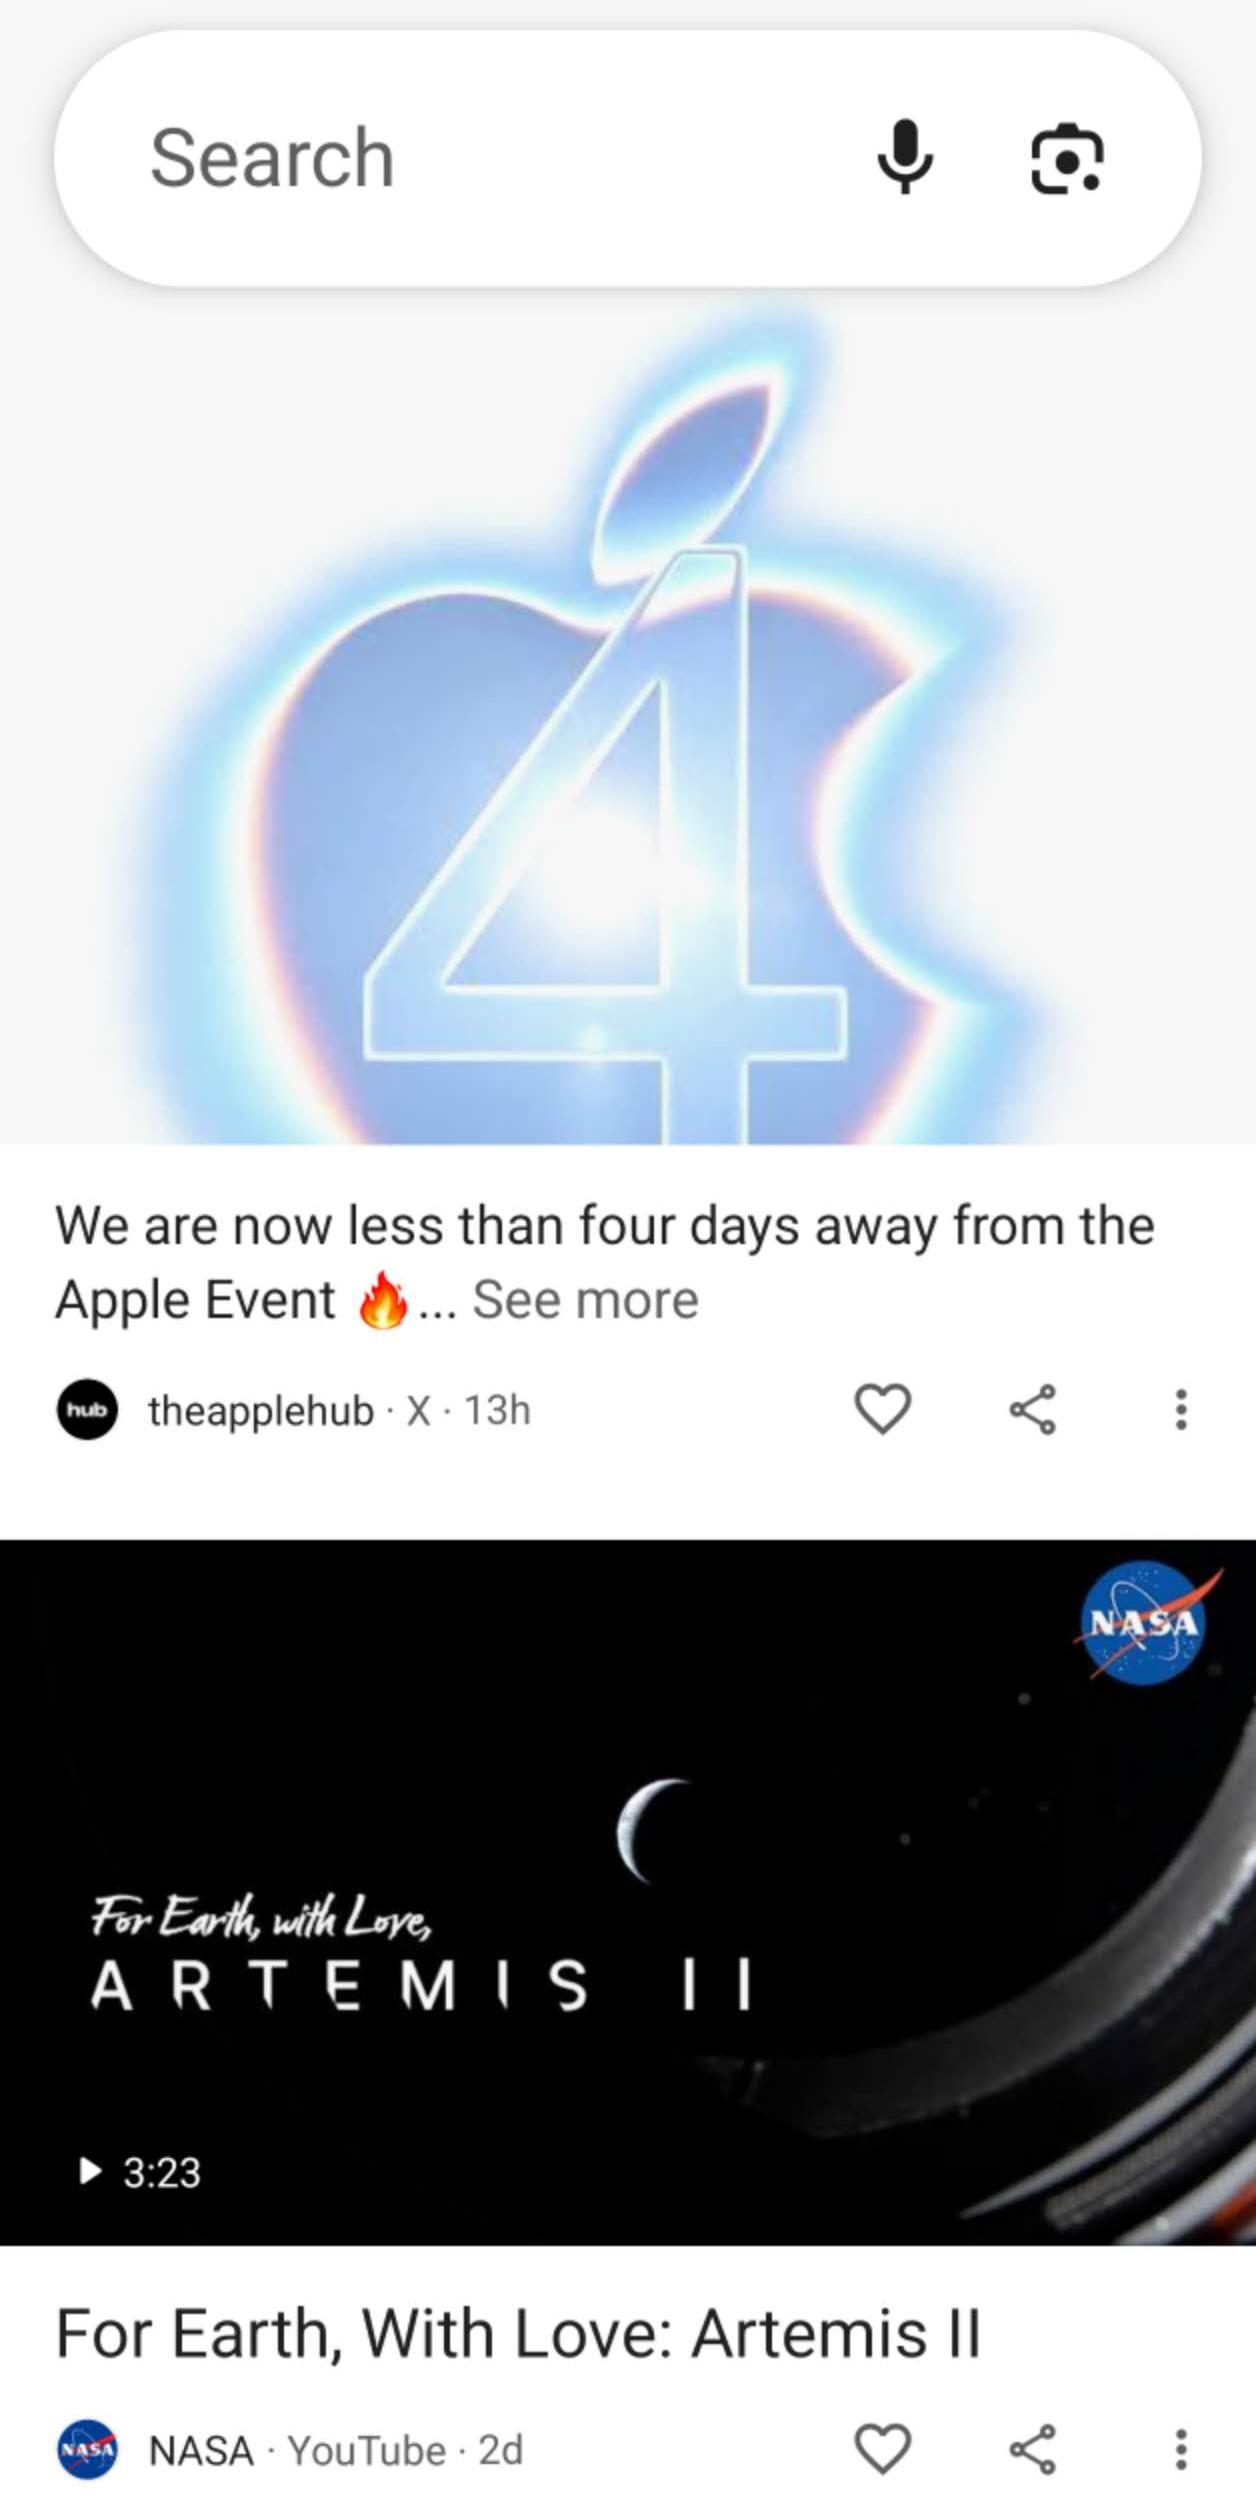 Search
4
We are now less than four days away from the
Apple Event 🔥... See more
hub
theapplehub · X · 13h
NASA
For Earth, with Love,
ARTEMIS II
3:23
For Earth, With Love: Artemis II
NASA
NASA · YouTube · 2d